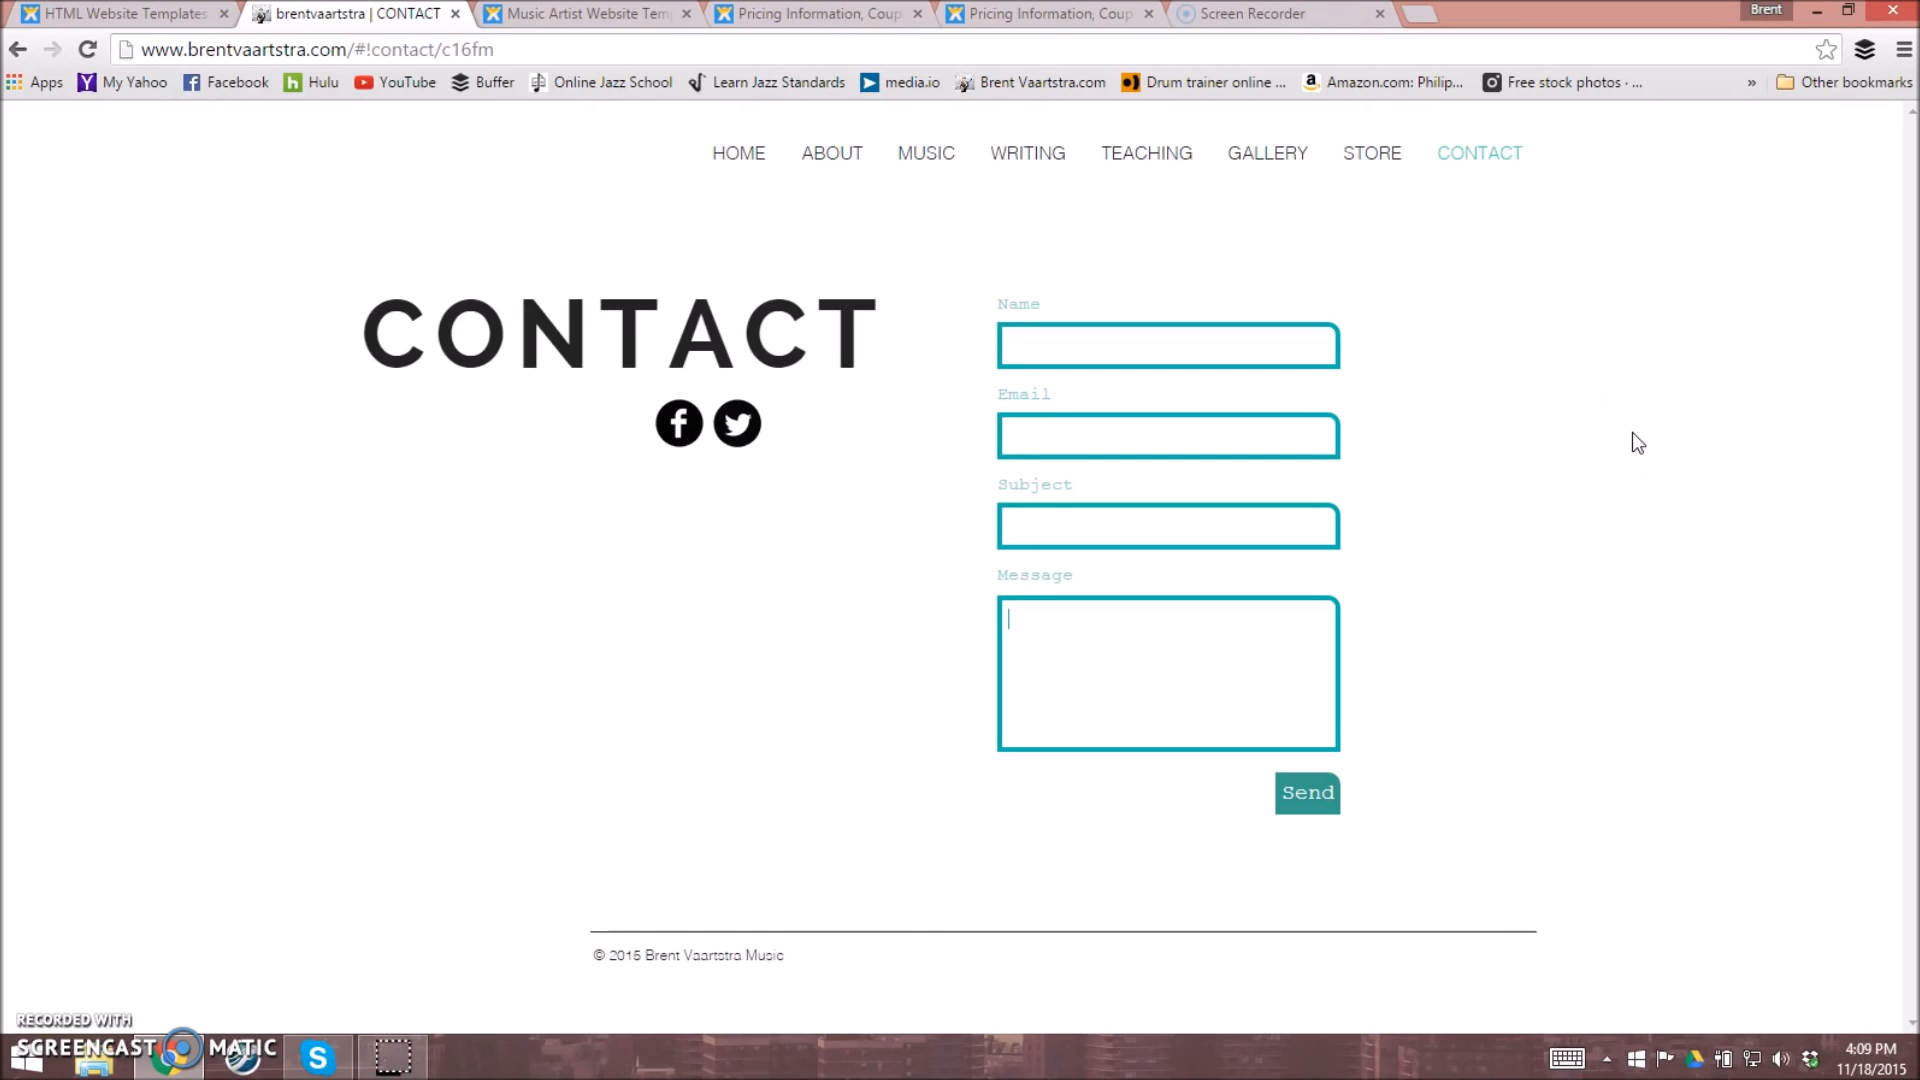 HTML Website Templates
brentvaartstra | CONTACT
Music Artist Website Tem
Pricing Information, Coup
Pricing Information, Coup
Screen Recorder
Brent
www.brentvaartstra.com/#!contact/c16fm
Apps
My Yahoo
Facebook
Hulu
YouTube
Buffer
Online Jazz School
Learn Jazz Standards
media.io
Brent Vaartstra.com
Drum trainer online ...
Amazon.com: Philip...
Free stock photos · ...
»
Other bookmarks
HOME ABOUT MUSIC WRITING TEACHING GALLERY STORE CONTACT
CONTACT
Name
Email
Subject
Message
Send
© 2015 Brent Vaartstra Music
RECORDED WITH
SCREENCAST MATIC
4:09 PM
11/18/2015